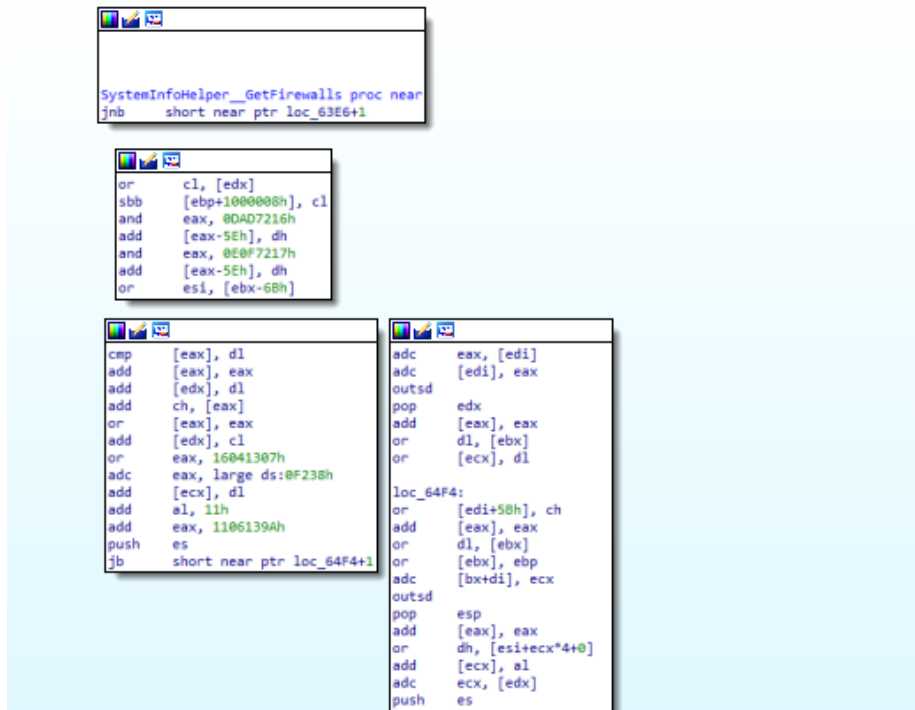 SystemInfoHelper__GetFirewalls proc near
jnb short near ptr loc_63E6+1
or cl, [edx]
sbb [ebp+1000008h], cl
and eax, 0DAD7216h
add [eax-5Eh], dh
and eax, 0E0F7217h
add [eax-5Eh], dh
or esi, [ebx-6Bh]
cmp [eax], dl
add [eax], eax
add [edx], dl
add ch, [eax]
or [eax], eax
add [edx], cl
or eax, 16041307h
adc eax, large ds:0F238h
add [ecx], dl
add al, 11h
add eax, 1106139Ah
push es
jb short near ptr loc_64F4+1
adc eax, [edi]
adc [edi], eax
outsd
pop edx
add [eax], eax
or dl, [ebx]
or [ecx], dl
loc_64F4:
or [edi+5Bh], ch
add [eax], eax
or dl, [ebx]
or [ebx], ebp
adc [bx+di], ecx
outsd
pop esp
add [eax], eax
or dh, [esi+ecx*4+0]
add [ecx], al
adc ecx, [edx]
push es